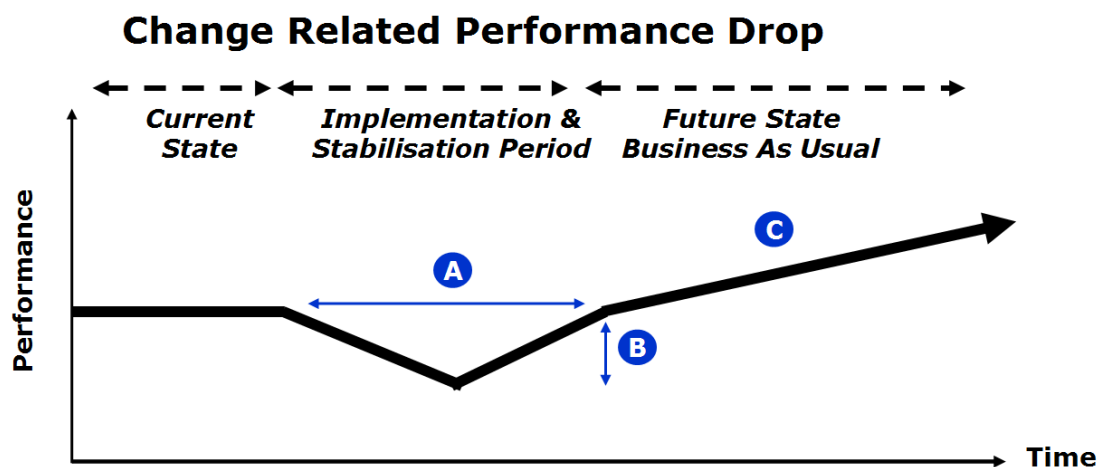 Change Related Performance Drop
Current
State
Implementation &
Stabilisation Period
Future State
Business As Usual
Performance
A
B
C
Time